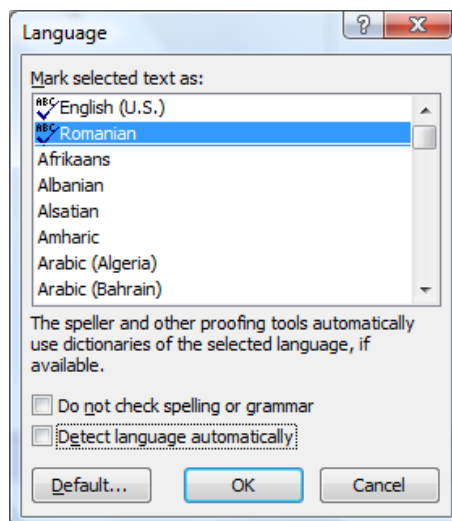 Language
Mark selected text as:
English (U.S.)
Romanian
Afrikaans
Albanian
Alsatian
Amharic
Arabic (Algeria)
Arabic (Bahrain)
The speller and other proofing tools automatically
use dictionaries of the selected language, if
available.
Do not check spelling or grammar
Detect language automatically
Default... OK Cancel